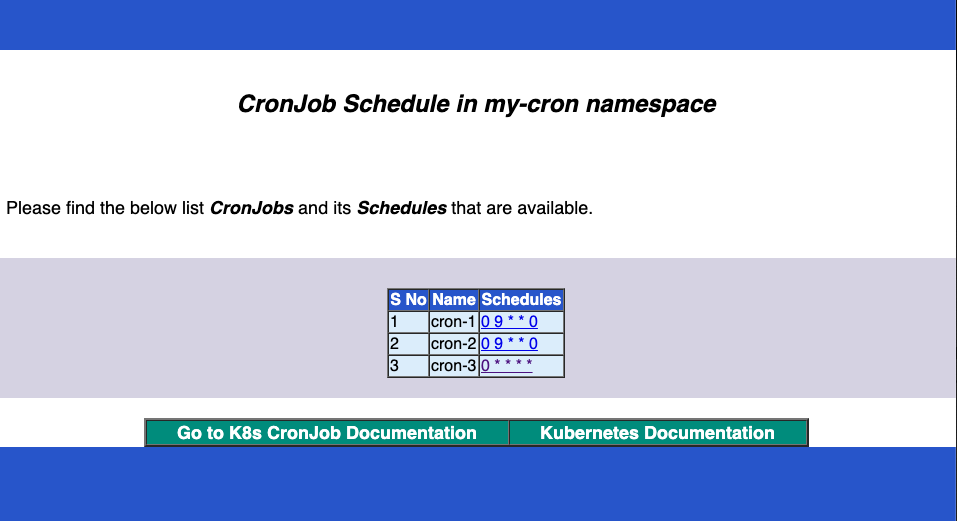 CronJob Schedule in my-cron namespace
Please find the below list CronJobs and its Schedules that are available.
S No Name Schedules
1 cron-1 0 9 * * 0
2 cron-2 0 9 * * 0
3 cron-3 0 * * * *
Go to K8s CronJob Documentation Kubernetes Documentation